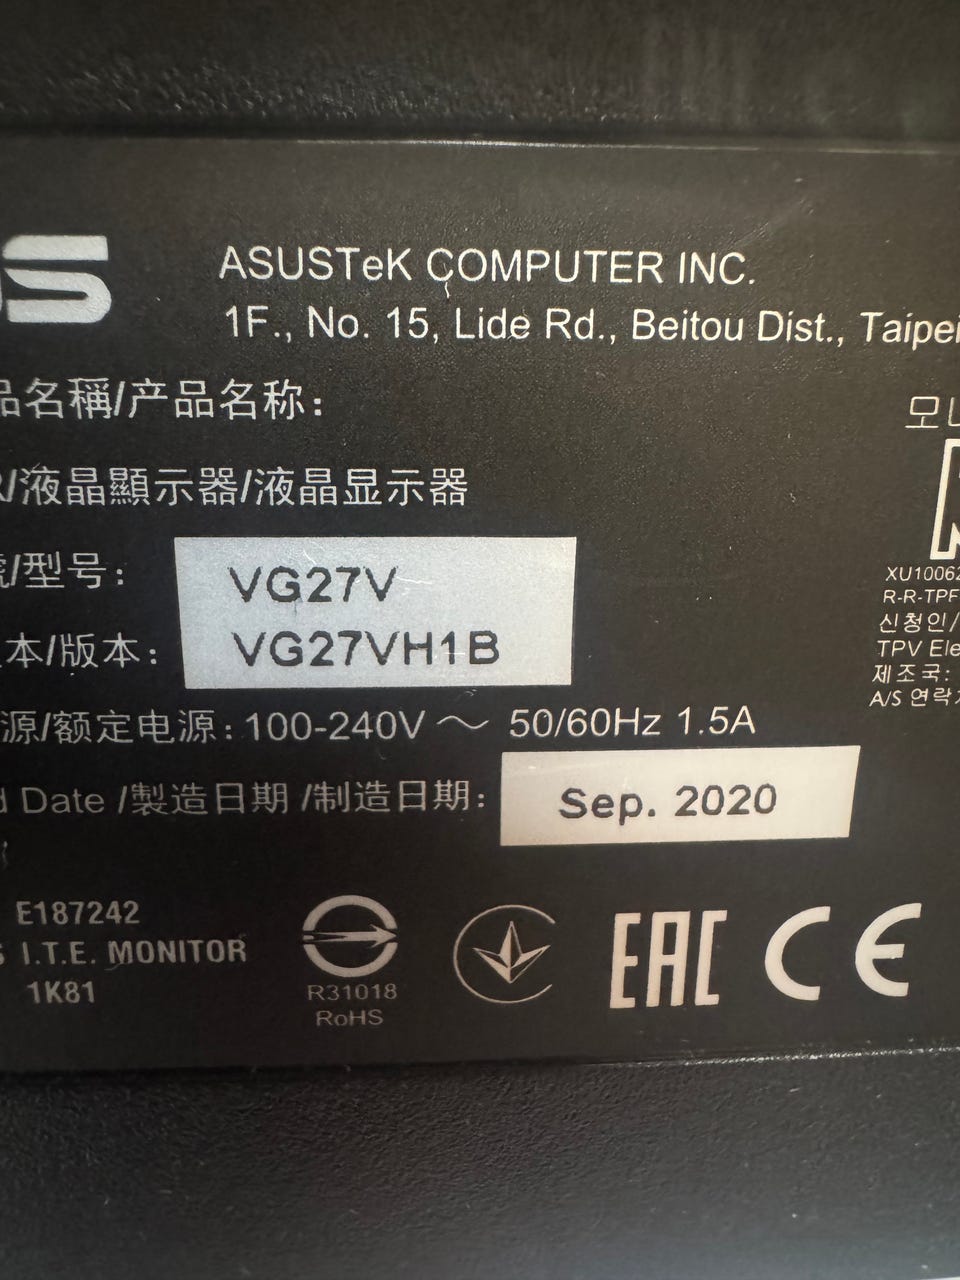 ASUSTeK COMPUTER INC.
1F., No. 15, Lide Rd., Beitou Dist., Taipei
品名稱/产品名称:
/液晶顯示器/液晶显示器
號/型号: VG27V
本/版本: VG27VH1B
源/额定电源: 100-240V ～ 50/60Hz 1.5A
Date /製造日期 /制造日期: Sep. 2020
모
XU10062
R-R-TPF
신청인/
TPV Ele
제조국:
A/S 연락
E187242
I.T.E. MONITOR
1K81
R31018
RoHS
EAC CE